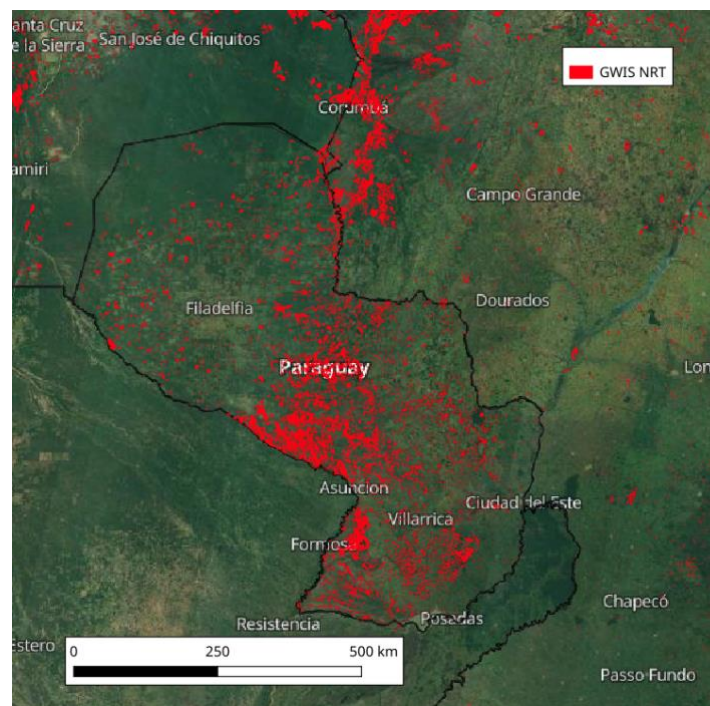 anta Cruz
e la Sierra
San José de Chiquitos
GWIS NRT
Corumbá
amiri
Campo Grande
Filadelfia
Dourados
Paraguay
Lon
Asuncion
Ciudad del Este
Villarrica
Formosa
Chapecó
Resistencia
Posadas
Estero
0 250 500 km
Passo Fundo